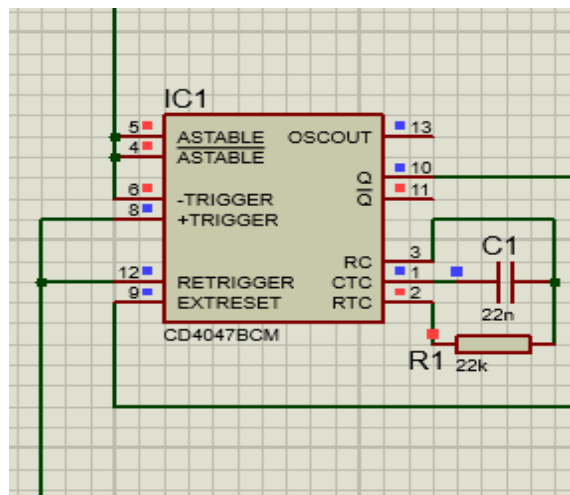 IC1
5 ASTABLE OSCOUT 13
4 ASTABLE
Q 10
6 -TRIGGER Q 11
8 +TRIGGER
RC 3
12 RETRIGGER CTC 1
9 EXTRESET RTC 2
CD4047BCM
C1
22n
R1 22k